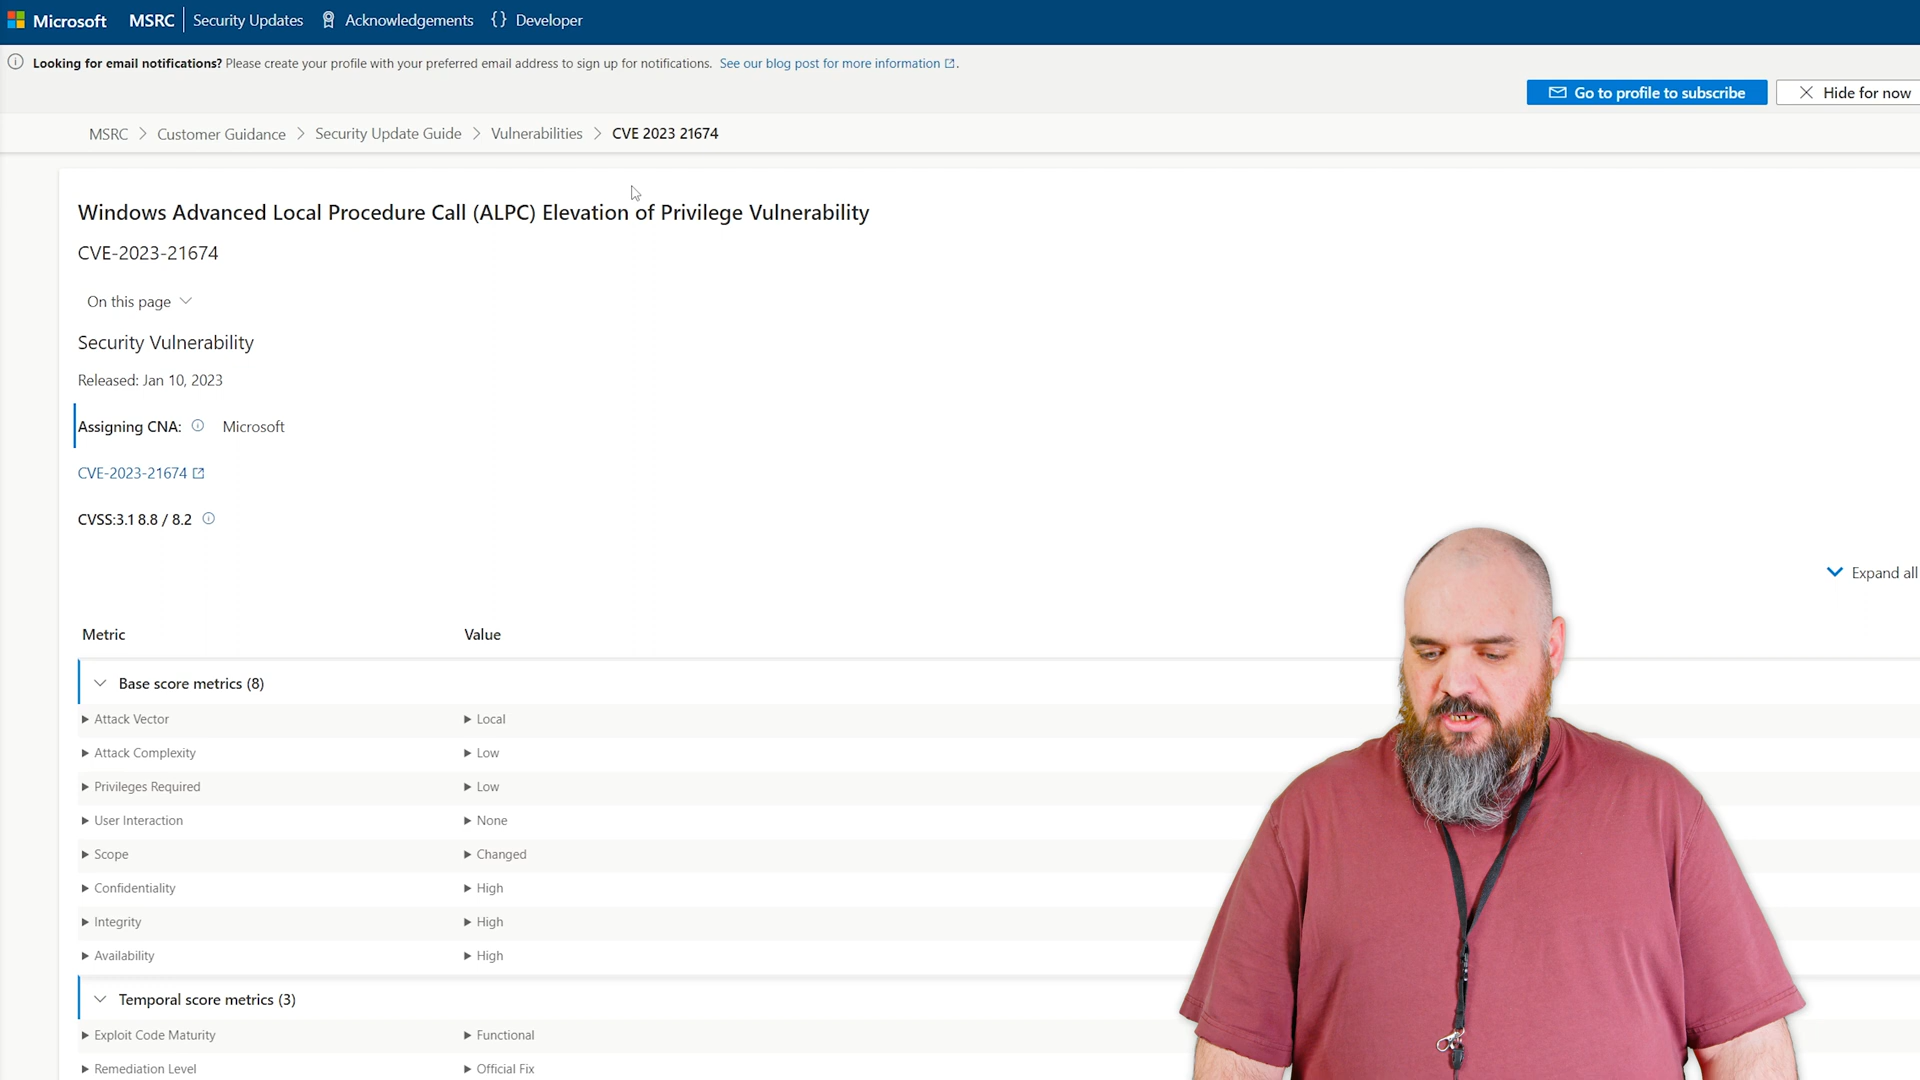 Microsoft MSRC Security Updates Acknowledgements {} Developer
Looking for email notifications? Please create your profile with your preferred email address to sign up for notifications. See our blog post for more information.
Go to profile to subscribe Hide for now
MSRC > Customer Guidance > Security Update Guide > Vulnerabilities > CVE 2023 21674
Windows Advanced Local Procedure Call (ALPC) Elevation of Privilege Vulnerability
CVE-2023-21674
On this page
Security Vulnerability
Released: Jan 10, 2023
Assigning CNA: Microsoft
CVE-2023-21674
CVSS:3.1 8.8 / 8.2
Expand all
Metric Value
Base score metrics (8)
Attack Vector Local
Attack Complexity Low
Privileges Required Low
User Interaction None
Scope Changed
Confidentiality High
Integrity High
Availability High
Temporal score metrics (3)
Exploit Code Maturity Functional
Remediation Level Official Fix